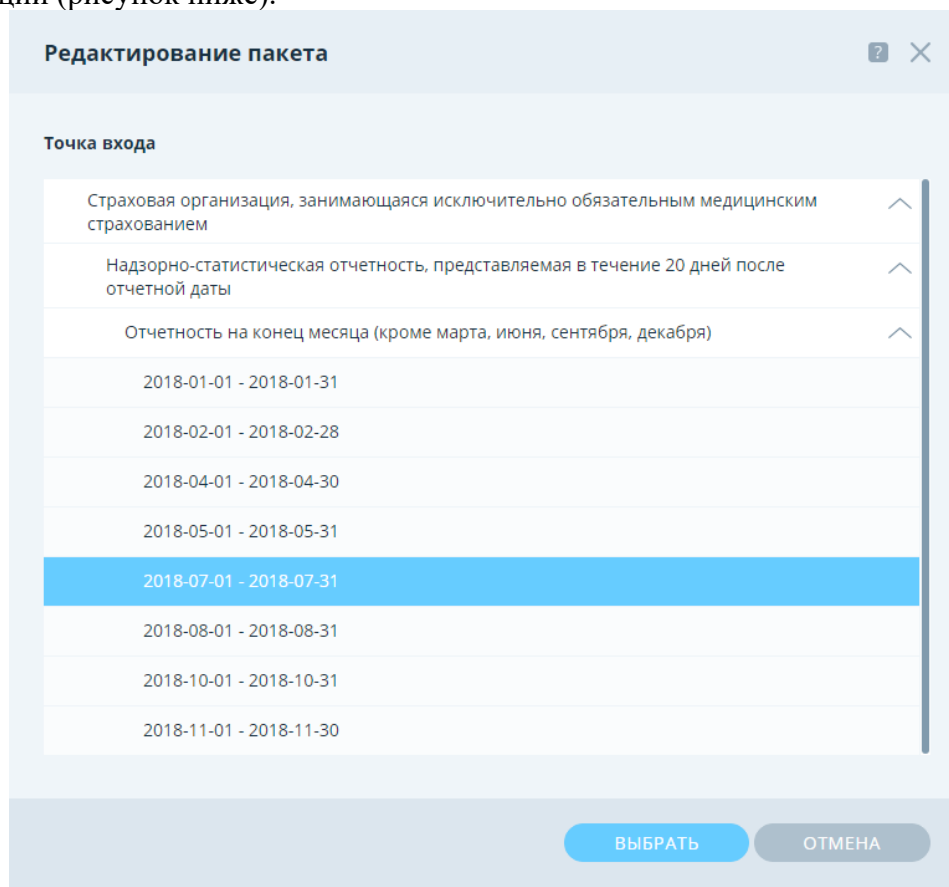 (рисунок ниже).
Редактирование пакета
?
Точка входа
Страховая организация, занимающаяся исключительно обязательным медицинским
страхованием
Надзорно-статистическая отчетность, представляемая в течение 20 дней после
отчетной даты
Отчетность на конец месяца (кроме марта, июня, сентября, декабря)
2018-01-01 - 2018-01-31
2018-02-01 - 2018-02-28
2018-04-01 - 2018-04-30
2018-05-01 - 2018-05-31
2018-07-01 - 2018-07-31
2018-08-01 - 2018-08-31
2018-10-01 - 2018-10-31
2018-11-01 - 2018-11-30
ВЫБРАТЬ ОТМЕНА